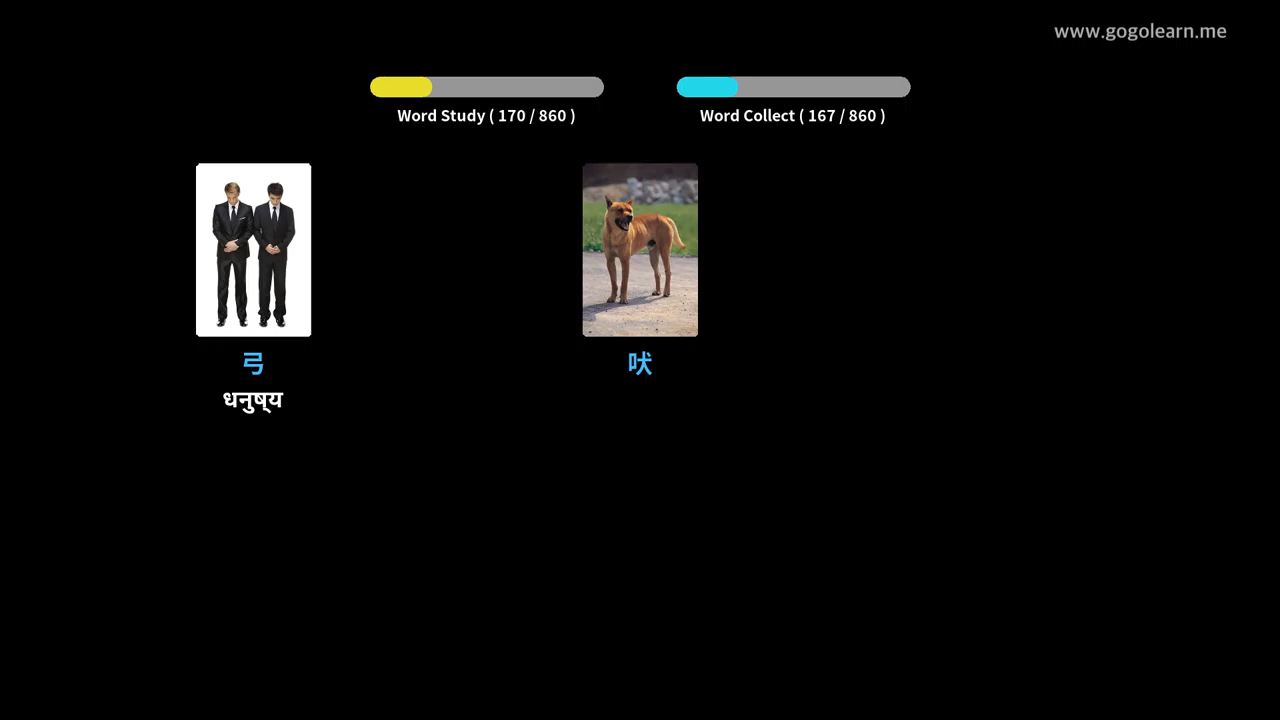 www.gogolearn.me
Word Study ( 170 / 860 )
Word Collect ( 167 / 860 )
弓
吠
धनुष्य